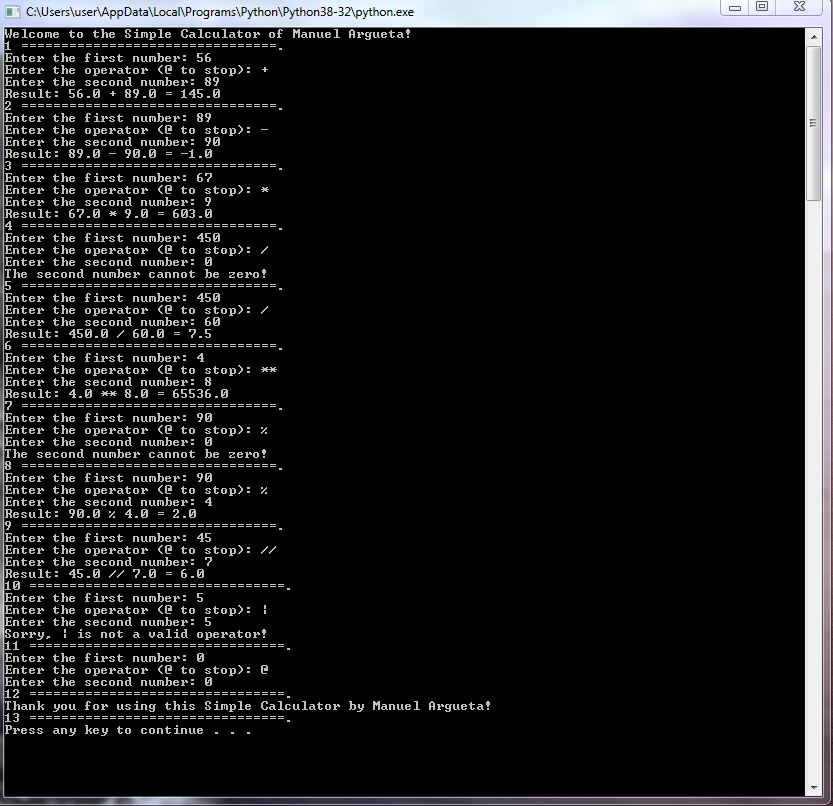 C:\Users\user\AppData\Local\Programs\Python\Python38-32\python.exe
Welcome to the Simple Calculator of Manuel Argueta!
1 ================================.
Enter the first number: 56
Enter the operator (@ to stop): +
Enter the second number: 89
Result: 56.0 + 89.0 = 145.0
2 ================================.
Enter the first number: 89
Enter the operator (@ to stop): -
Enter the second number: 90
Result: 89.0 - 90.0 = -1.0
3 ================================.
Enter the first number: 67
Enter the operator (@ to stop): *
Enter the second number: 9
Result: 67.0 * 9.0 = 603.0
4 ================================.
Enter the first number: 450
Enter the operator (@ to stop): /
Enter the second number: 0
The second number cannot be zero!
5 ================================.
Enter the first number: 450
Enter the operator (@ to stop): /
Enter the second number: 60
Result: 450.0 / 60.0 = 7.5
6 ================================.
Enter the first number: 4
Enter the operator (@ to stop): **
Enter the second number: 8
Result: 4.0 ** 8.0 = 65536.0
7 ================================.
Enter the first number: 90
Enter the operator (@ to stop): %
Enter the second number: 0
The second number cannot be zero!
8 ================================.
Enter the first number: 90
Enter the operator (@ to stop): %
Enter the second number: 4
Result: 90.0 % 4.0 = 2.0
9 ================================.
Enter the first number: 45
Enter the operator (@ to stop): //
Enter the second number: 7
Result: 45.0 // 7.0 = 6.0
10 ================================.
Enter the first number: 5
Enter the operator (@ to stop): ¦
Enter the second number: 5
Sorry, ¦ is not a valid operator!
11 ================================.
Enter the first number: 0
Enter the operator (@ to stop): @
Enter the second number: 0
12 ================================.
Thank you for using this Simple Calculator by Manuel Argueta!
13 ================================.
Press any key to continue . . .